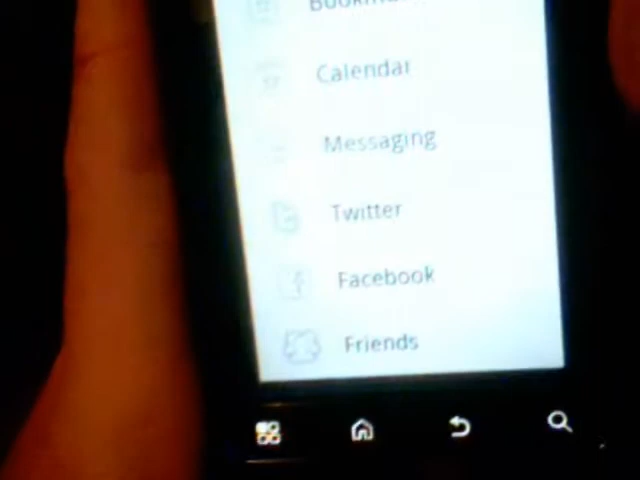 Calendar
Messaging
Twitter
Facebook
Friends